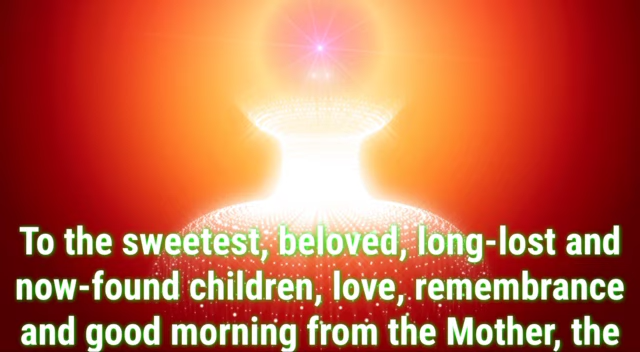 To the sweetest, beloved, long-lost and
now-found children, love, remembrance
and good morning from the Mother, the